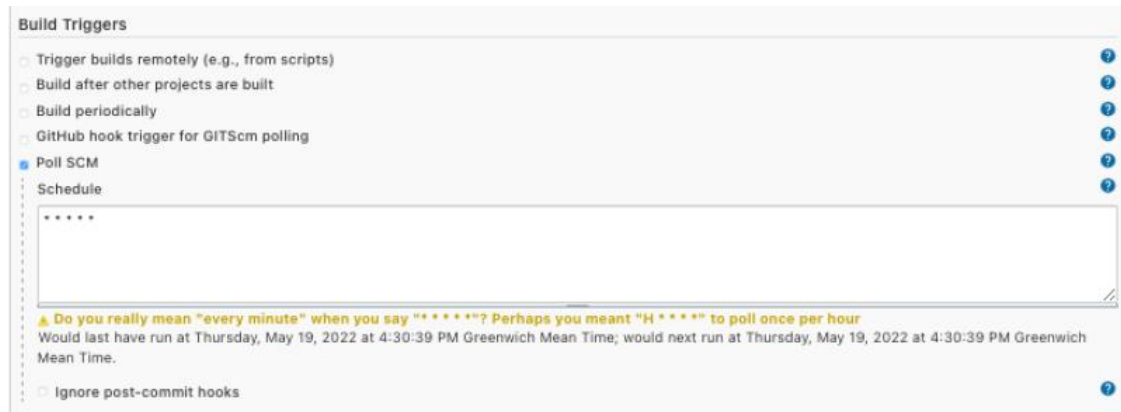 Build Triggers
Trigger builds remotely (e.g., from scripts)
Build after other projects are built
Build periodically
GitHub hook trigger for GITScm polling
Poll SCM
Schedule
* * * * *
Do you really mean "every minute" when you say "* * * * *"? Perhaps you meant "H * * * *" to poll once per hour
Would last have run at Thursday, May 19, 2022 at 4:30:39 PM Greenwich Mean Time; would next run at Thursday, May 19, 2022 at 4:30:39 PM Greenwich
Mean Time.
Ignore post-commit hooks